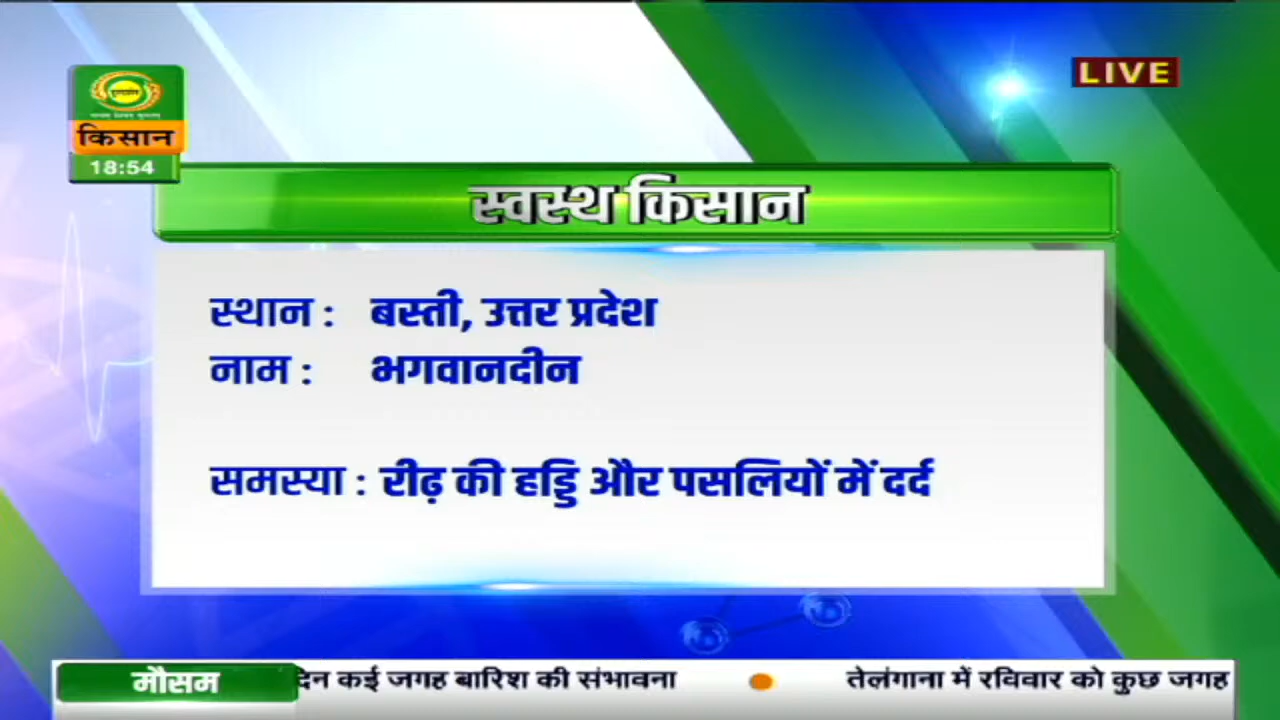 LIVE
किसान
18:54
स्वस्थ किसान
स्थान : बस्ती, उत्तर प्रदेश
नाम : भगवानदीन
समस्या : रीढ़ की हड्डि और पसलियों में दर्द
मौसम
दिन कई जगह बारिश की संभावना
तेलंगाना में रविवार को कुछ जगह